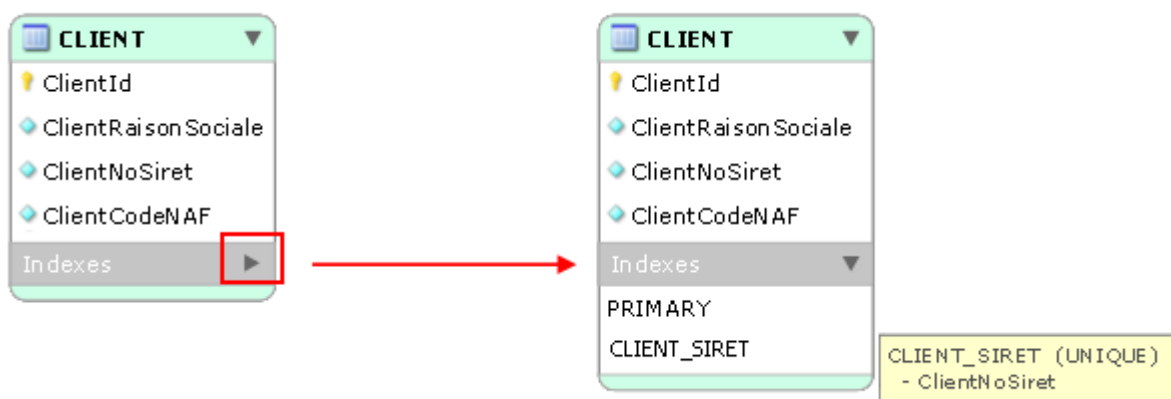 CLIENT
ClientId
ClientRaisonSociale
ClientNoSiret
ClientCodeNAF
Indexes
CLIENT
ClientId
ClientRaisonSociale
ClientNoSiret
ClientCodeNAF
Indexes
PRIMARY
CLIENT_SIRET
CLIENT_SIRET (UNIQUE)
- ClientNoSiret